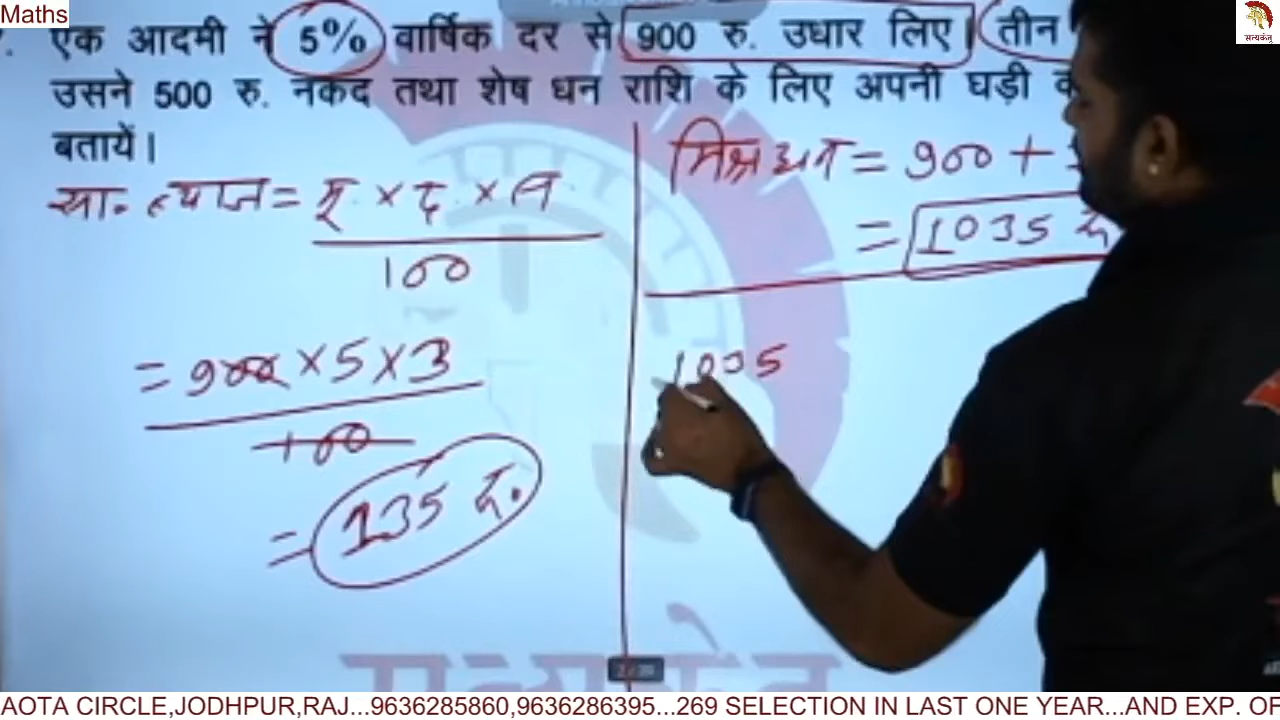 Maths
सत्यकेतु
एक आदमी ने 5% वार्षिक दर से 900 रु. उधार लिए। तीन
उसने 500 रु. नकद तथा शेष धन राशि के लिए अपनी घड़ी
बतायें।
सा. ब्याज = मू. × द. × स.
100
= 900 × 5 × 3
100
= 135 रु.
मिश्रधन = 900 +
= 1035 रु
1035
AOTA CIRCLE,JODHPUR,RAJ...9636285860,9636286395...269 SELECTION IN LAST ONE YEAR...AND EXP. OF